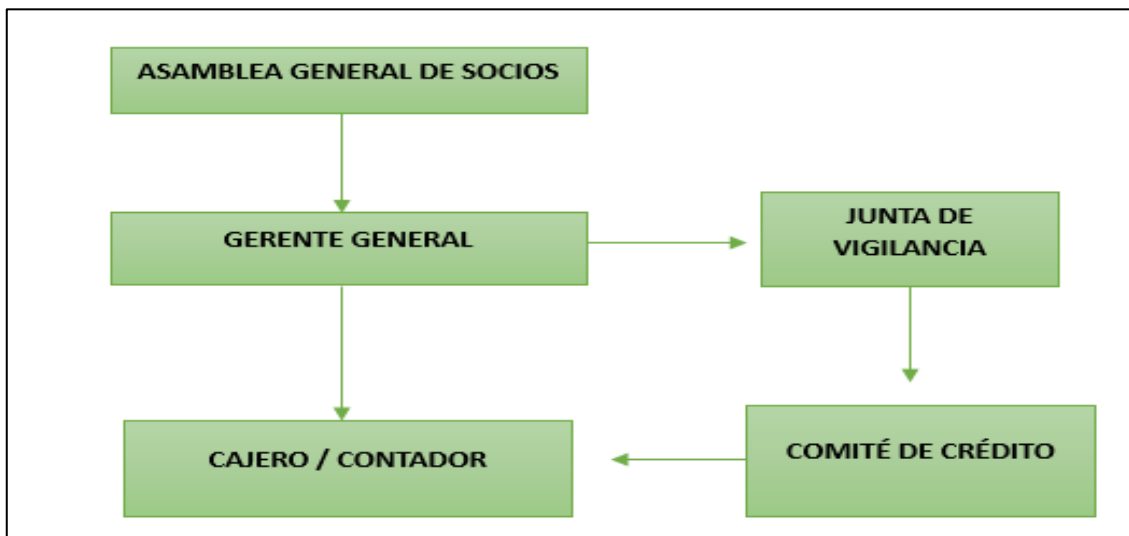 ASAMBLEA GENERAL DE SOCIOS
GERENTE GENERAL
JUNTA DE
VIGILANCIA
CAJERO / CONTADOR
COMITÉ DE CRÉDITO